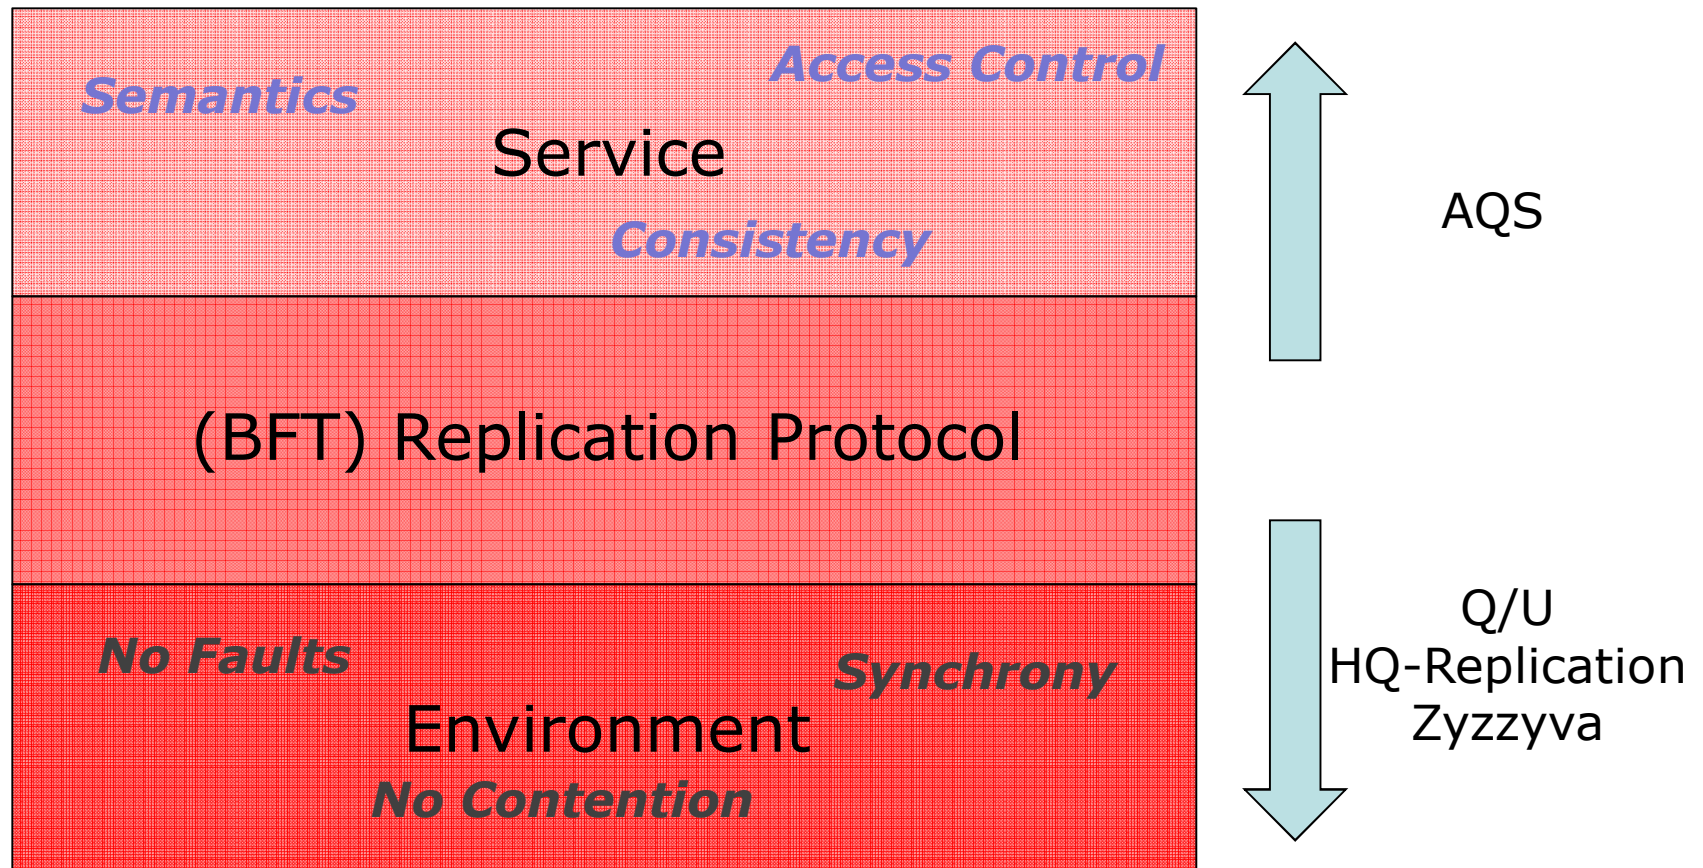 Access Control
Semantics
Service
Consistency
AQS
(BFT) Replication Protocol
No Faults
Synchrony
Environment
No Contention
Q/U
HQ-Replication
Zyzzyva